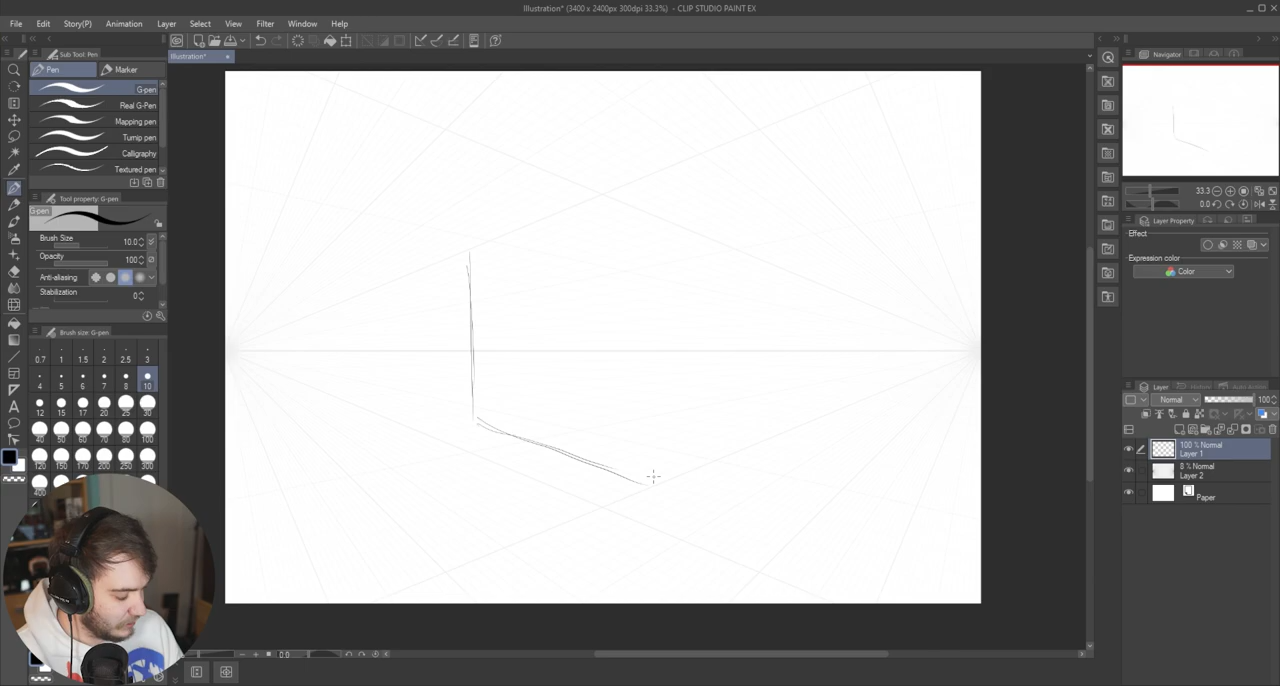 Illustration* (3400 x 2400px 300dpi 33.3%) - CLIP STUDIO PAINT EX
File Edit Story(P) Animation Layer Select View Filter Window Help
Sub Tool: Pen
Illustration*
Pen Marker
G-pen
Real G-Pen
Mapping pen
Turnip pen
Calligraphy
Textured pen
Tool property: G-pen
G-pen
Brush Size 10.0
Opacity 100
Anti-aliasing
Stabilization 0
Brush size: G-pen
0.7 1 1.5 2 2.5 3
4 5 6 7 8 10
12 15 17 20 25 30
40 50 60 70 80 100
120 150 170 200 250 300
400
0.0
Navigator
33.3
0.0
Layer Property
Effect
Expression color
Color
Layer History Auto Action
Normal 100
100 % Normal
Layer 1
8 % Normal
Layer 2
Paper